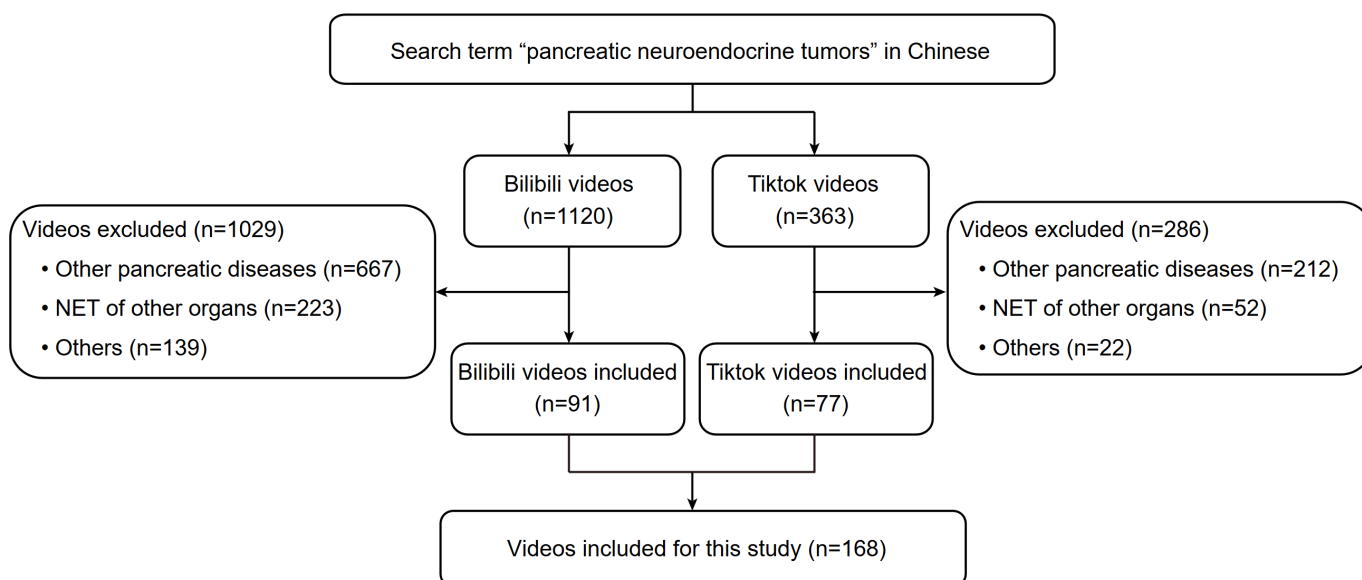 Search term “pancreatic neuroendocrine tumors” in Chinese
Bilibili videos
(n=1120)
Tiktok videos
(n=363)
Videos excluded (n=1029)
• Other pancreatic diseases (n=667)
• NET of other organs (n=223)
• Others (n=139)
Videos excluded (n=286)
• Other pancreatic diseases (n=212)
• NET of other organs (n=52)
• Others (n=22)
Bilibili videos included
(n=91)
Tiktok videos included
(n=77)
Videos included for this study (n=168)